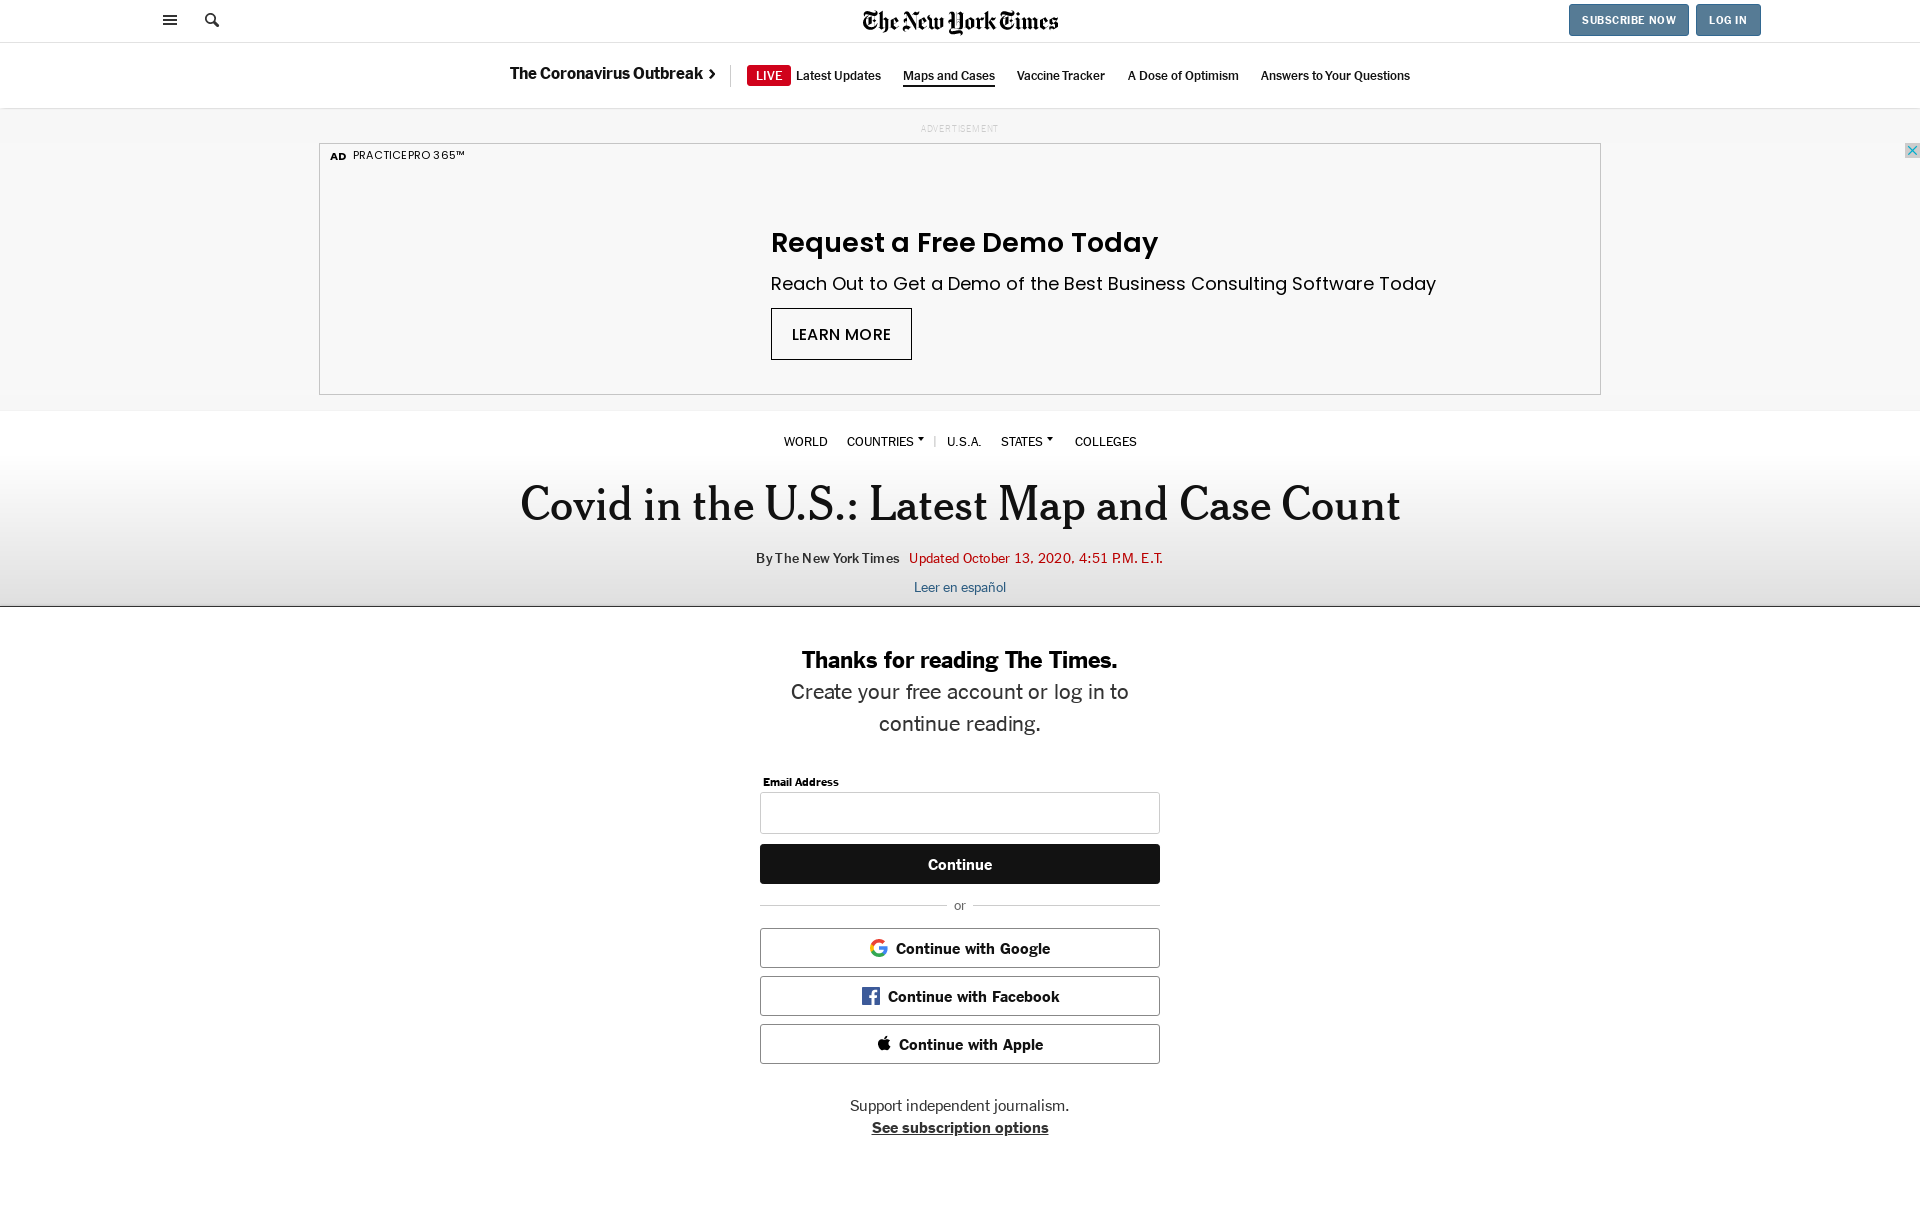 The New York Times
SUBSCRIBE NOW
LOG IN
The Coronavirus Outbreak
LIVE Latest Updates
Maps and Cases
Vaccine Tracker
A Dose of Optimism
Answers to Your Questions
ADVERTISEMENT
AD PRACTICEPRO 365™
Request a Free Demo Today
Reach Out to Get a Demo of the Best Business Consulting Software Today
LEARN MORE
WORLD COUNTRIES | U.S.A. STATES COLLEGES
Covid in the U.S.: Latest Map and Case Count
By The New York Times Updated October 13, 2020, 4:51 P.M. E.T.
Leer en español
Thanks for reading The Times.
Create your free account or log in to
continue reading.
Email Address
Continue
or
Continue with Google
Continue with Facebook
Continue with Apple
Support independent journalism.
See subscription options